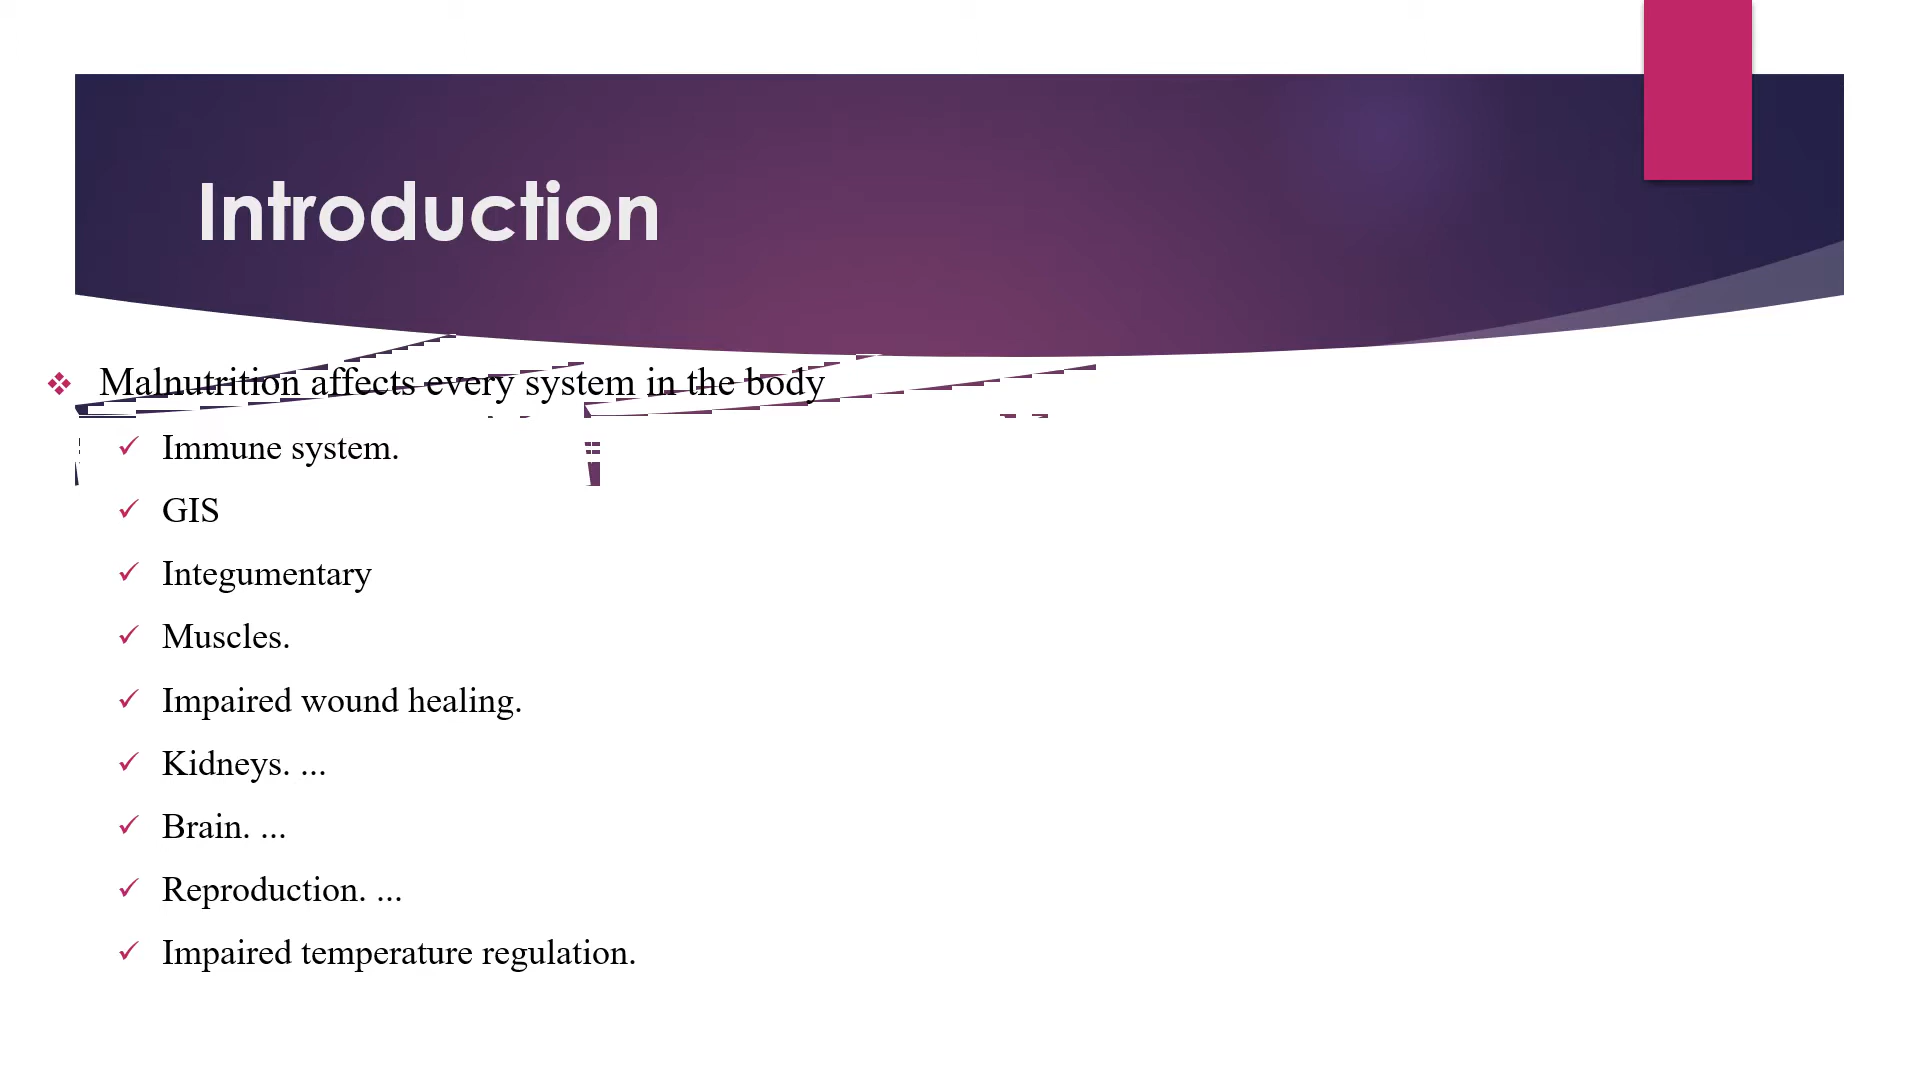 Introduction
Malnutrition affects every system in the body
Immune system.
GIS
Integumentary
Muscles.
Impaired wound healing.
Kidneys. ...
Brain. ...
Reproduction. ...
Impaired temperature regulation.